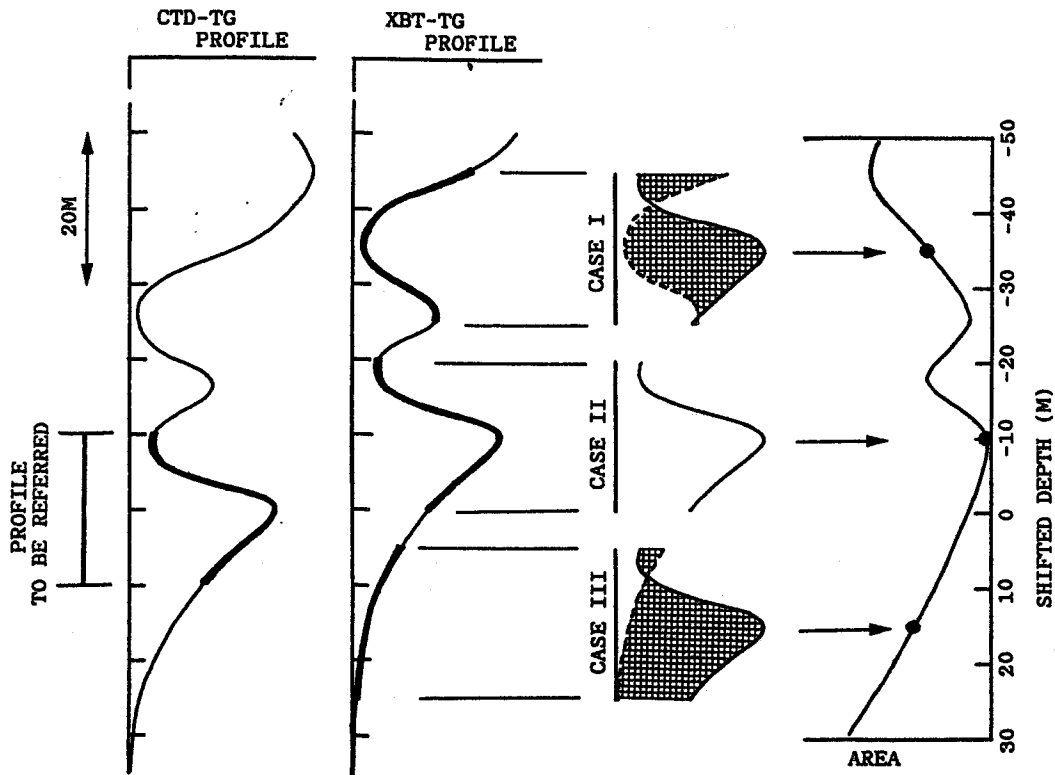 CTD-TG
PROFILE
XBT-TG
PROFILE
20M
PROFILE
TO BE REFERRED
CASE I
CASE II
CASE III
-50
-40
-30
-20
-10
0
10
20
30
SHIFTED DEPTH (M)
AREA